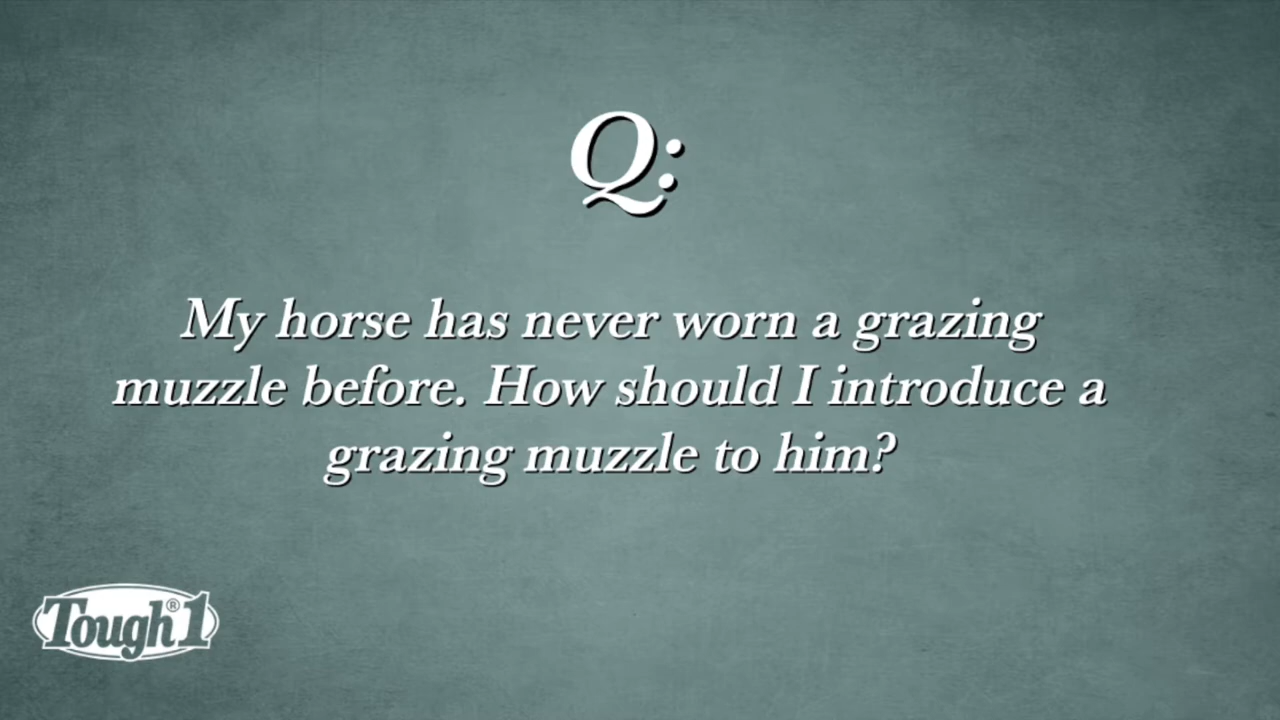 Q:
My horse has never worn a grazing
muzzle before. How should I introduce a
grazing muzzle to him?
Tough®1